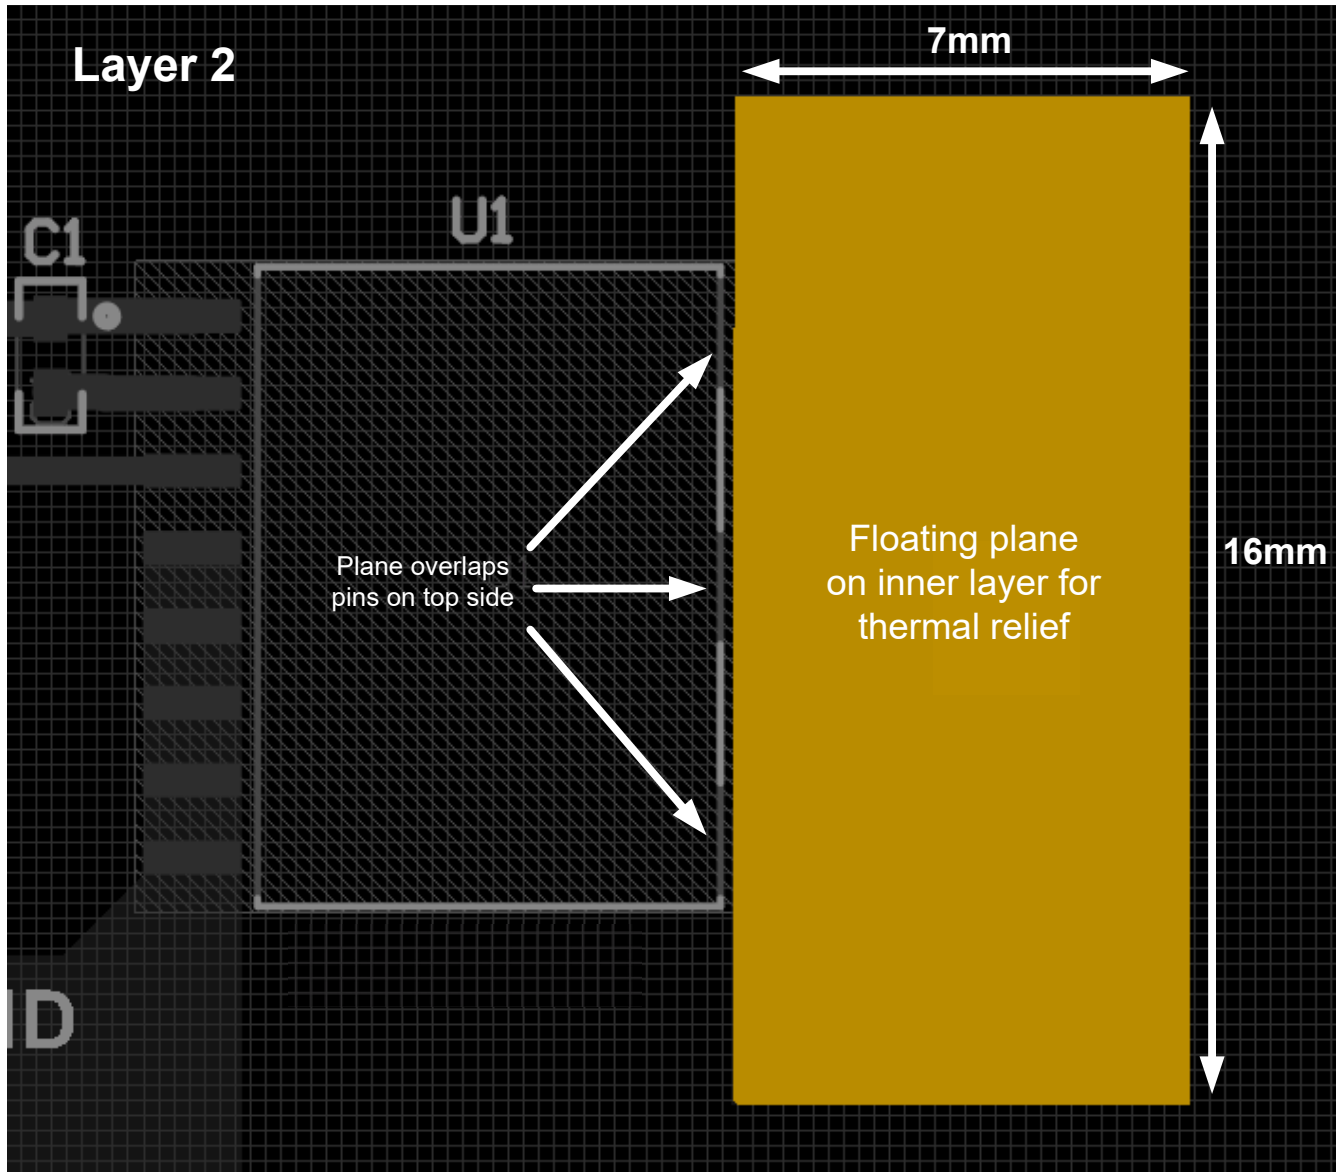 Layer 2
7mm
U1
C1
Plane overlaps
pins on top side
Floating plane
on inner layer for
thermal relief
16mm
ID